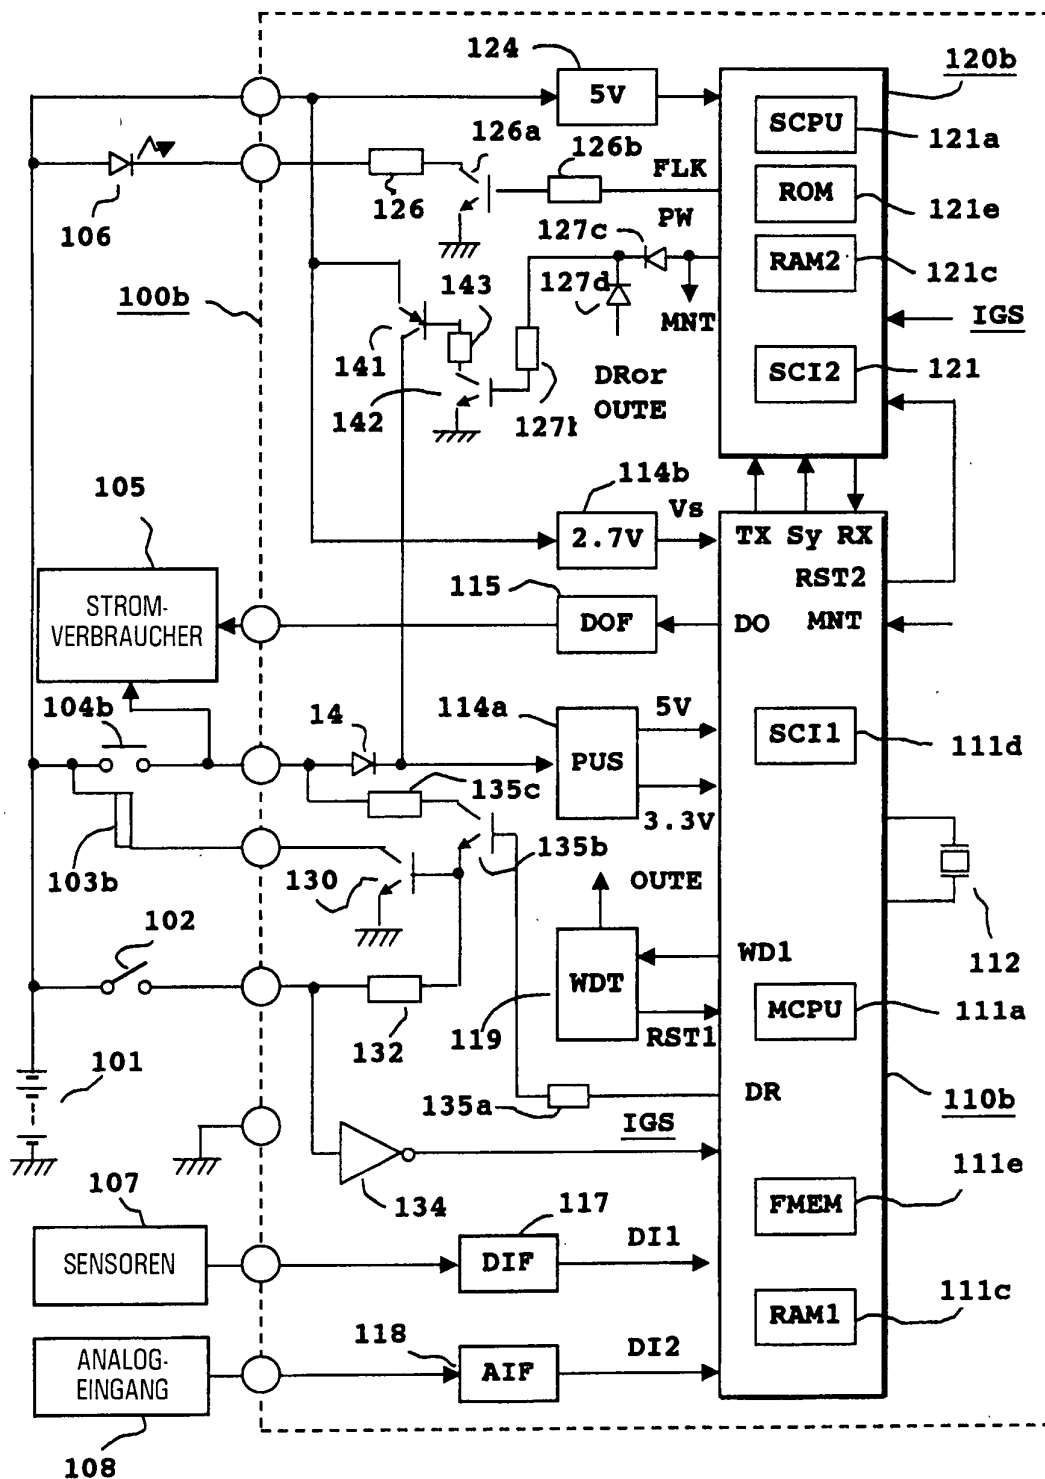 124
120b
5V
SCPU
126a
121a
126b
FLK
ROM
126
121e
106
PW
127c
RAM2
121c
143
127d
100b
MNT
IGS
141
DRor
SCI2
121
OUTE
142
105
114b
Vs
2.7V
TX Sy RX
RST2
STROM-
VERBRAUCHER
115
DOF
DO
MNT
104b
14
114a
5V
PUS
SCI1
111d
135c
3.3V
103b
130
135b
OUTE
102
112
WD1
WDT
MCPU
111a
132
119
RST1
101
135a
DR
110b
IGS
107
134
117
FMEM
111e
SENSOREN
DIF
DI1
111c
RAM1
118
ANALOG-
EINGANG
AIF
DI2
108